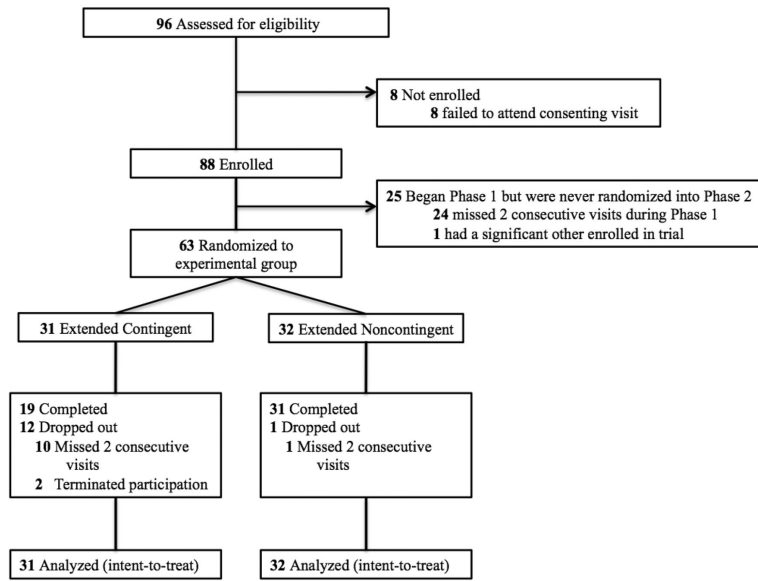 96 Assessed for eligibility
8 Not enrolled
8 failed to attend consenting visit
88 Enrolled
25 Began Phase 1 but were never randomized into Phase 2
24 missed 2 consecutive visits during Phase 1
1 had a significant other enrolled in trial
63 Randomized to
experimental group
31 Extended Contingent
32 Extended Noncontingent
19 Completed
12 Dropped out
10 Missed 2 consecutive
visits
2 Terminated participation
31 Completed
1 Dropped out
1 Missed 2 consecutive
visits
31 Analyzed (intent-to-treat)
32 Analyzed (intent-to-treat)